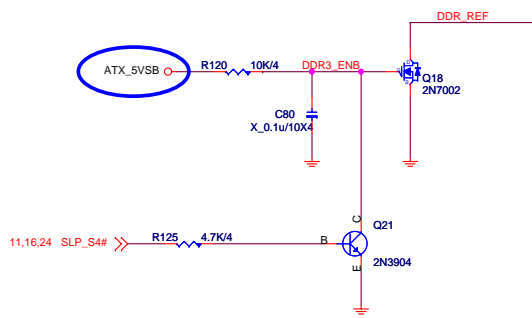 DDR_REF
ATX_5VSB
R120 10K/4 DDR3_ENB
Q18
2N7002
C80
X_0.1u/10X4
C
Q21
11,16,24 SLP_S4# R125 4.7K/4 B
2N3904
E